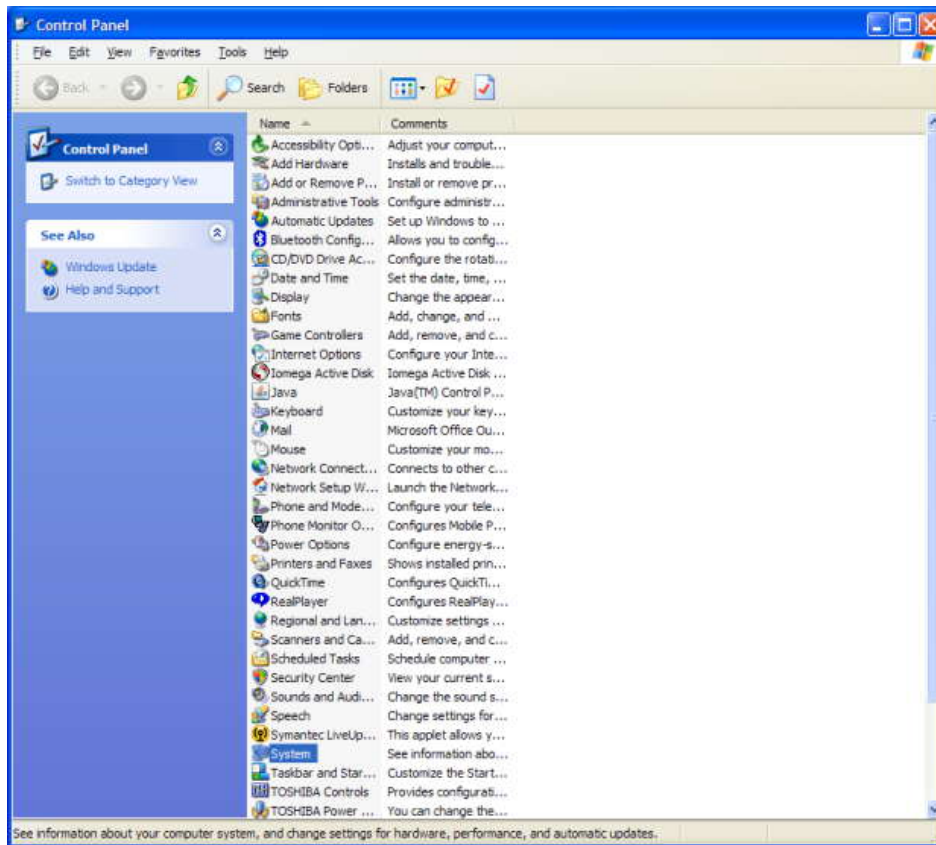 Control Panel
File Edit View Favorites Tools Help
Back Search Folders
Control Panel
Switch to Category View
See Also
Windows Update
Help and Support
Name Comments
Accessibility Opti... Adjust your comput...
Add Hardware Installs and trouble...
Add or Remove P... Install or remove pr...
Administrative Tools Configure administr...
Automatic Updates Set up Windows to ...
Bluetooth Config... Allows you to config...
CD/DVD Drive Ac... Configure the rotati...
Date and Time Set the date, time, ...
Display Change the appear...
Fonts Add, change, and ...
Game Controllers Add, remove, and c...
Internet Options Configure your Inte...
Iomega Active Disk Iomega Active Disk ...
Java Java(TM) Control P...
Keyboard Customize your key...
Mail Microsoft Office Ou...
Mouse Customize your mo...
Network Connect... Connects to other c...
Network Setup W... Launch the Network...
Phone and Mode... Configure your tele...
Phone Monitor O... Configures Mobile P...
Power Options Configure energy-s...
Printers and Faxes Shows installed prin...
QuickTime Configures QuickTi...
RealPlayer Configures RealPlay...
Regional and Lan... Customize settings ...
Scanners and Ca... Add, remove, and c...
Scheduled Tasks Schedule computer ...
Security Center View your current s...
Sounds and Audi... Change the sound s...
Speech Change settings for...
Symantec LiveUp... This applet allows y...
System See information abo...
Taskbar and Star... Customize the Start...
TOSHIBA Controls Provides configurati...
TOSHIBA Power ... You can change the...
See information about your computer system, and change settings for hardware, performance, and automatic updates.